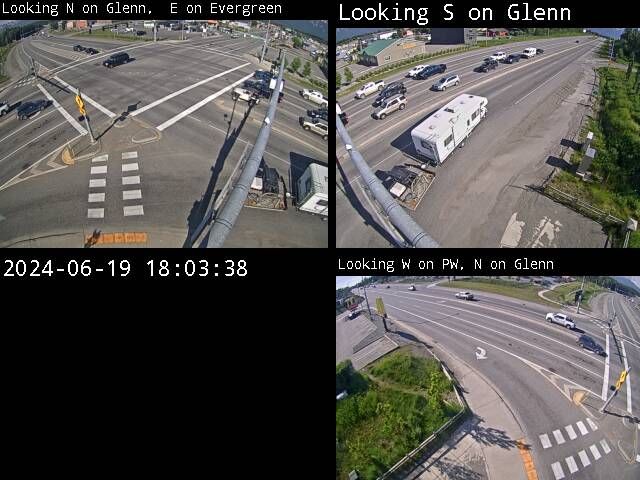 Looking N on Glenn,  E on Evergreen
Looking S on Glenn
2024-06-19 18:03:38
Looking W on PW, N on Glenn